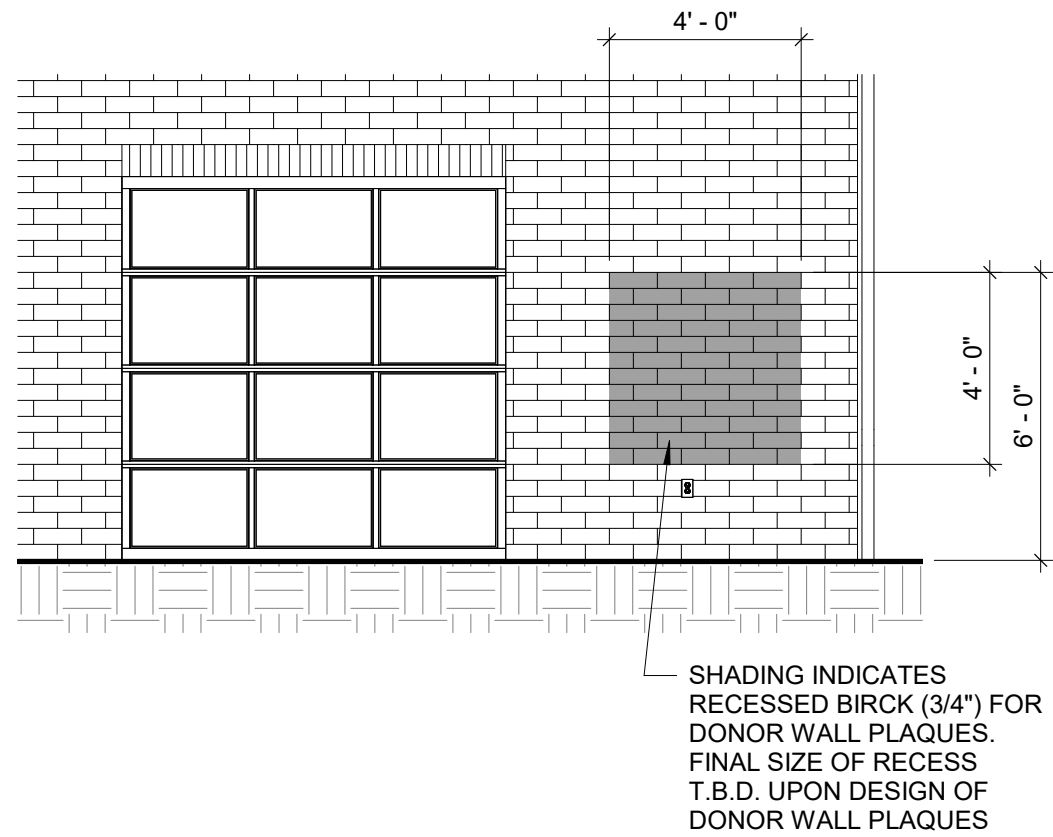 4' - 0"
4' - 0"
6' - 0"
SHADING INDICATES
RECESSED BIRCK (3/4") FOR
DONOR WALL PLAQUES.
FINAL SIZE OF RECESS
T.B.D. UPON DESIGN OF
DONOR WALL PLAQUES